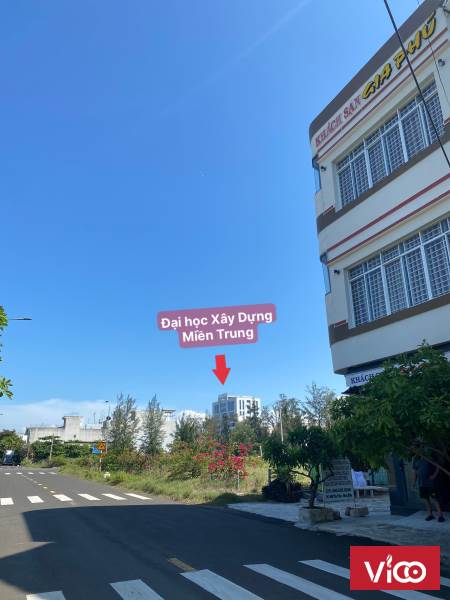 KHÁCH SẠN GIA PHÚ
Đại học Xây Dựng
Miền Trung
KHÁCH
VICO